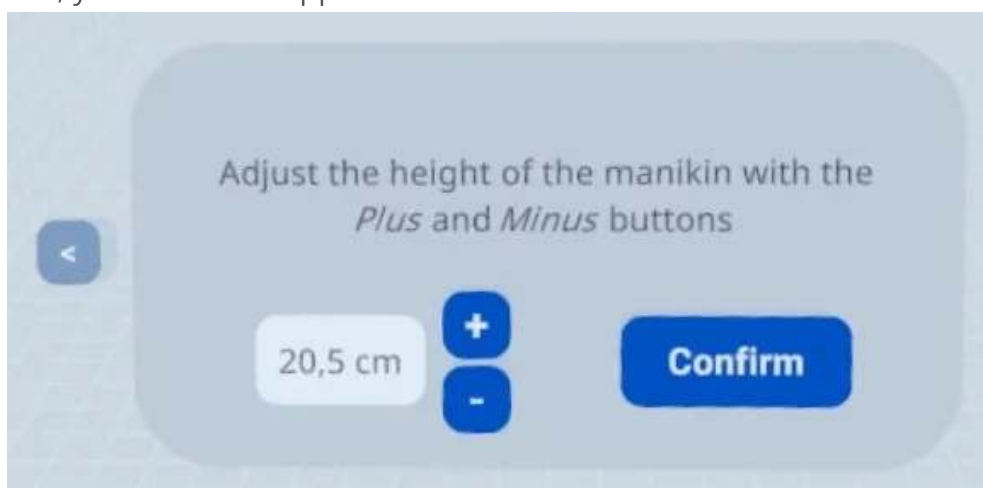 Adjust the height of the manikin with the
Plus and Minus buttons
<
20,5 cm
+
-
Confirm